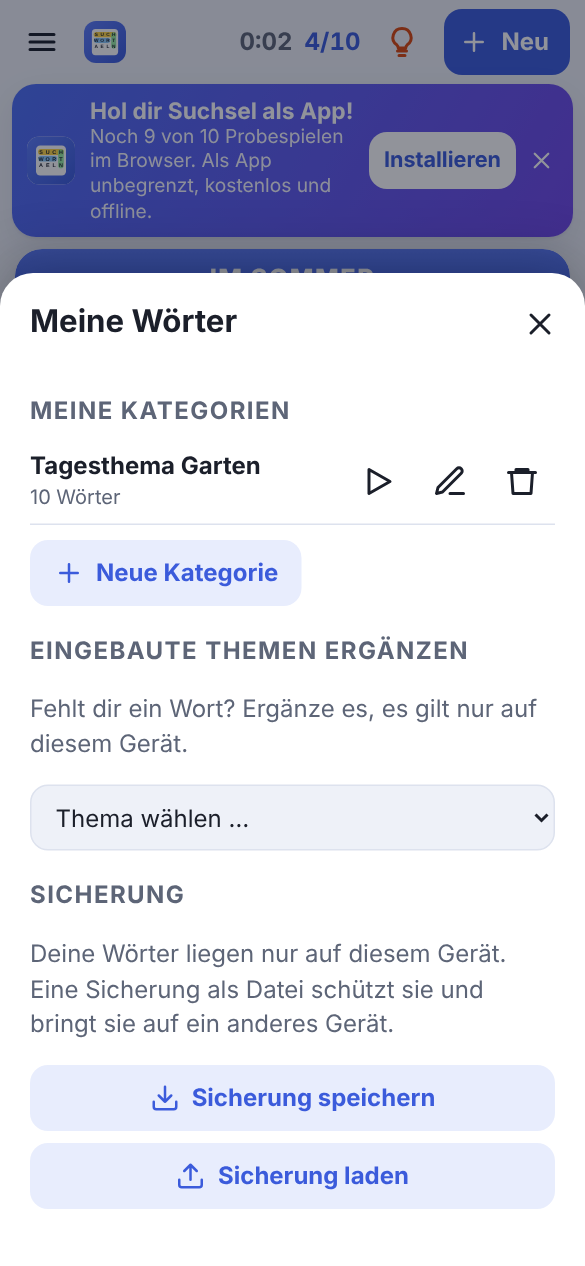 0:02 4/10 Neu
Hol dir Suchsel als App!
Noch 9 von 10 Probespielen
im Browser. Als App
unbegrenzt, kostenlos und
offline.
Installieren
IM SOMMER
Meine Wörter
MEINE KATEGORIEN
Tagesthema Garten
10 Wörter
Neue Kategorie
EINGEBAUTE THEMEN ERGÄNZEN
Fehlt dir ein Wort? Ergänze es, es gilt nur auf
diesem Gerät.
Thema wählen ...
SICHERUNG
Deine Wörter liegen nur auf diesem Gerät.
Eine Sicherung als Datei schützt sie und
bringt sie auf ein anderes Gerät.
Sicherung speichern
Sicherung laden